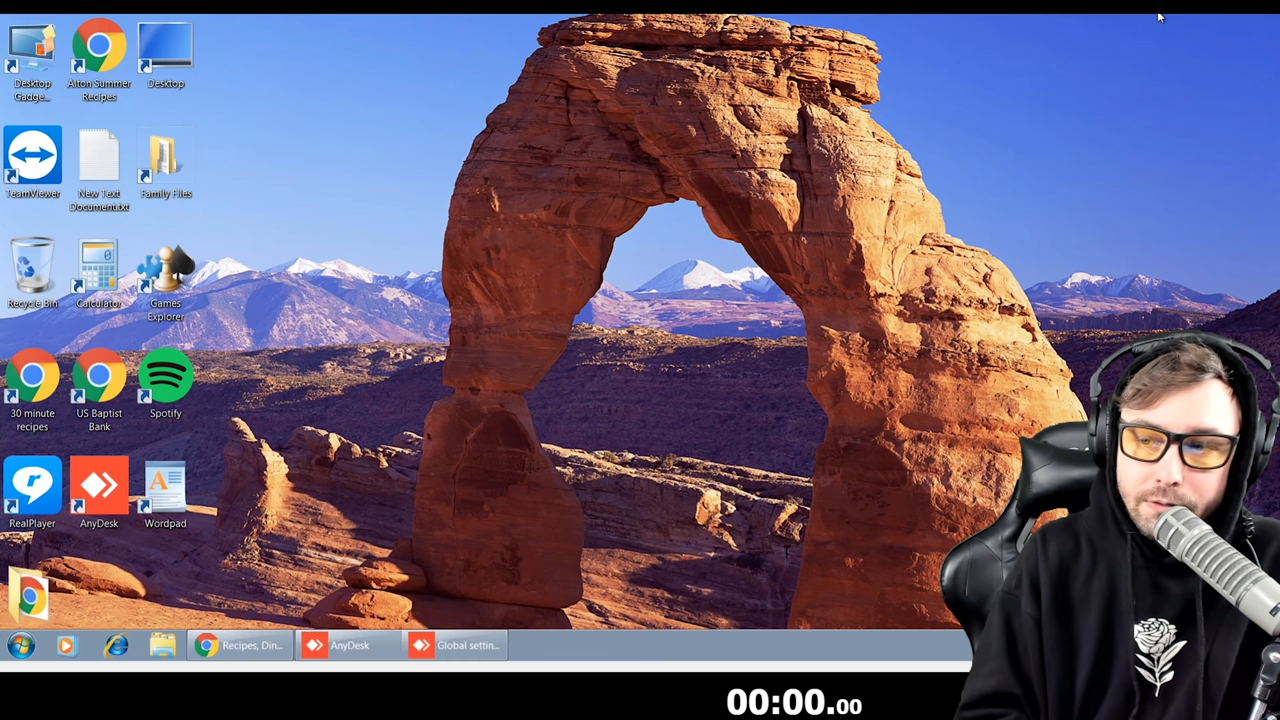 Desktop
Gadge...
Alton Summer
Recipes
Desktop
TeamViewer
New Text
Document.txt
Family Files
Recycle Bin
Calculator
Games
Explorer
30 minute
recipes
US Baptist
Bank
Spotify
RealPlayer
AnyDesk
Wordpad
Recipes, Din...
AnyDesk
Global settin...
00:00.00